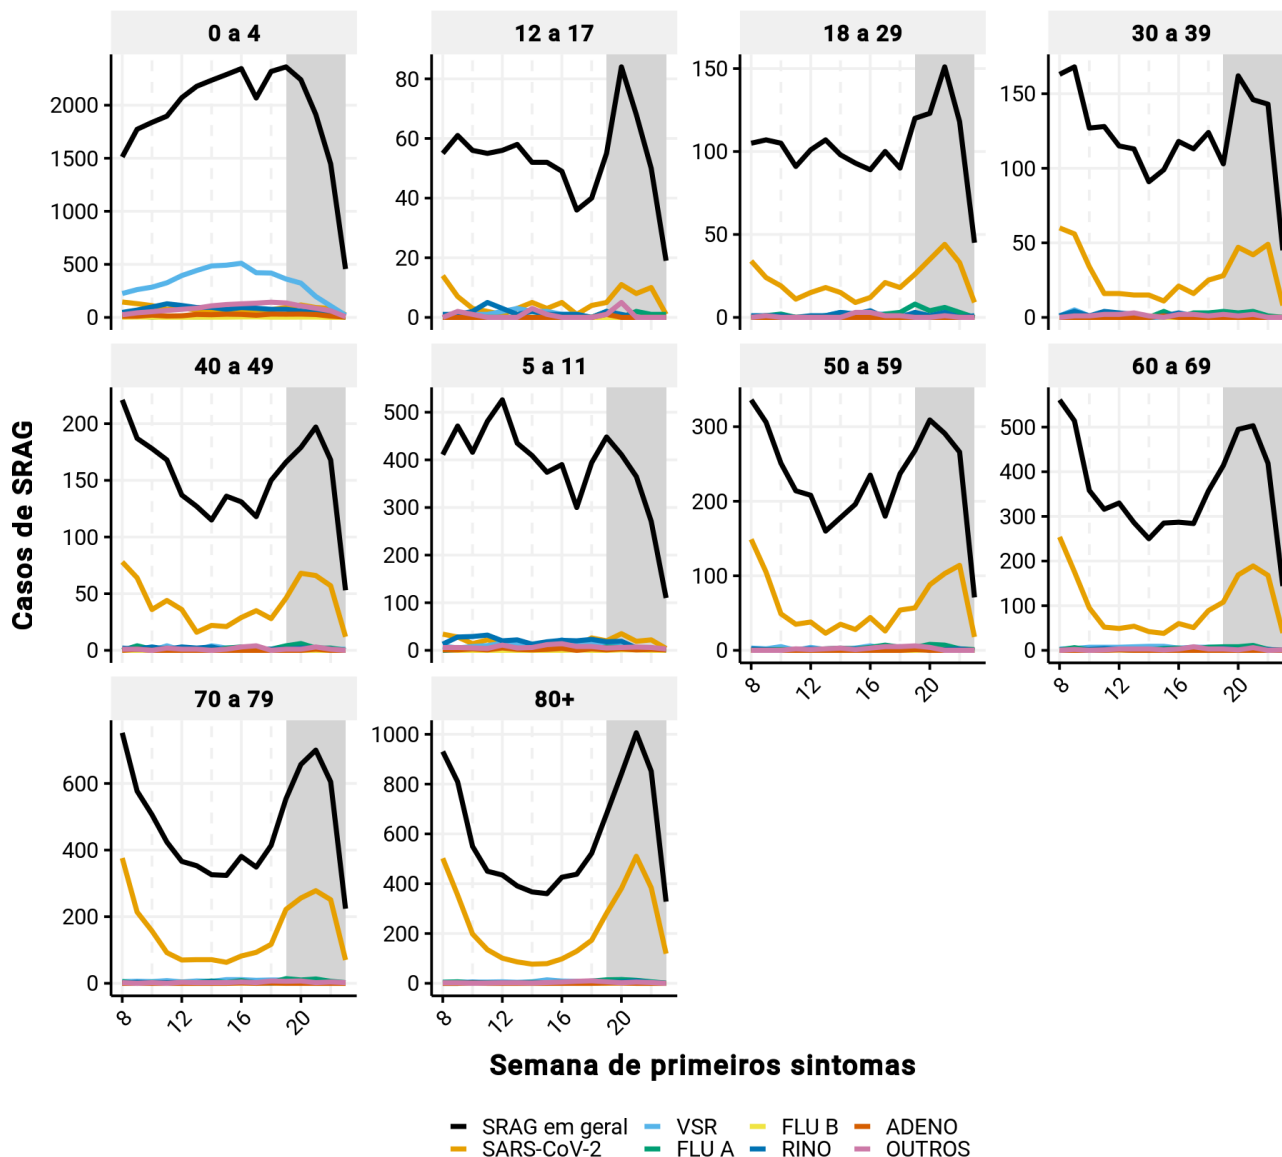 0 a 4
12 a 17
18 a 29
30 a 39
2000
1500
1000
500
0
80
60
40
20
0
150
100
50
0
150
100
50
0
40 a 49
5 a 11
50 a 59
60 a 69
200
150
100
50
0
500
400
300
200
100
0
300
200
100
0
500
400
300
200
100
0
8 12 16 20
8 12 16 20
70 a 79
80+
600
400
200
0
1000
800
600
400
200
0
8 12 16 20
8 12 16 20
Casos de SRAG
Semana de primeiros sintomas
SRAG em geral VSR FLU B ADENO
SARS-CoV-2 FLU A RINO OUTROS